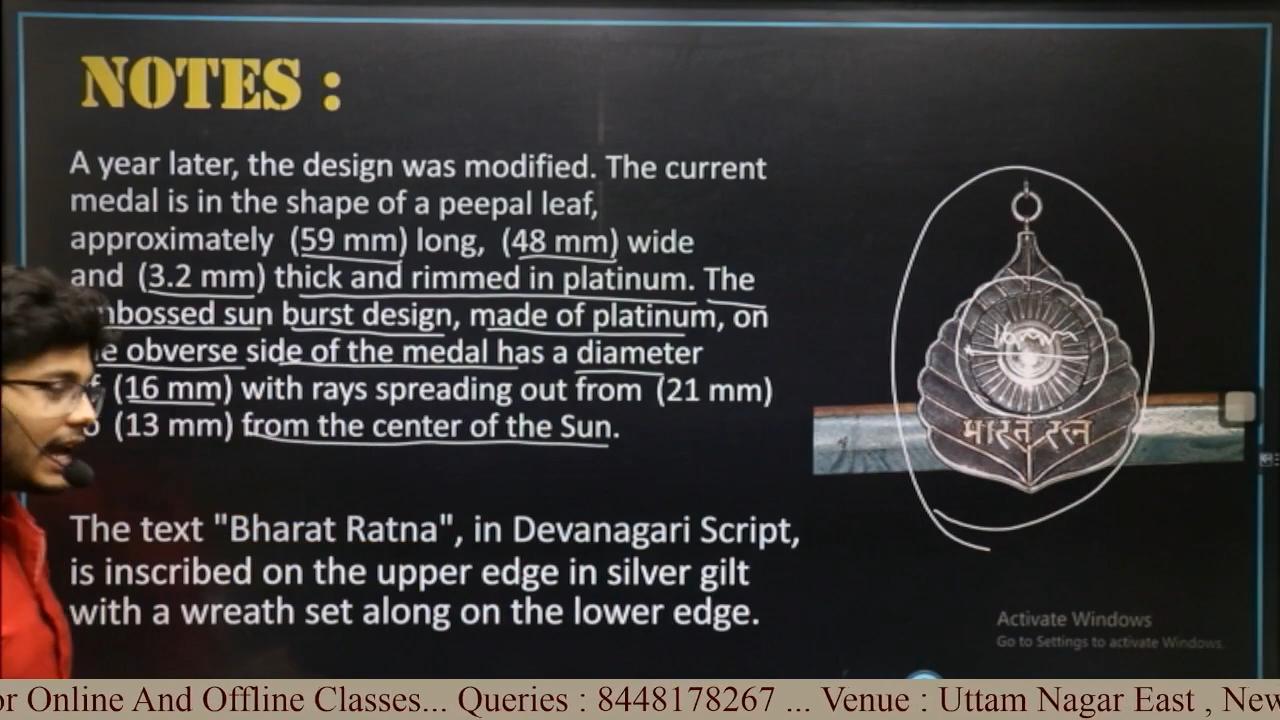 NOTES :
A year later, the design was modified. The current
medal is in the shape of a peepal leaf,
approximately (59 mm) long, (48 mm) wide
and (3.2 mm) thick and rimmed in platinum. The
mbossed sun burst design, made of platinum, on
e obverse side of the medal has a diameter
(16 mm) with rays spreading out from (21 mm)
(13 mm) from the center of the Sun.
भारत रत्न
The text "Bharat Ratna", in Devanagari Script,
is inscribed on the upper edge in silver gilt
with a wreath set along on the lower edge.
Activate Windows
Go to Settings to activate Windows.
or Online And Offline Classes... Queries : 8448178267 ... Venue : Uttam Nagar East , New